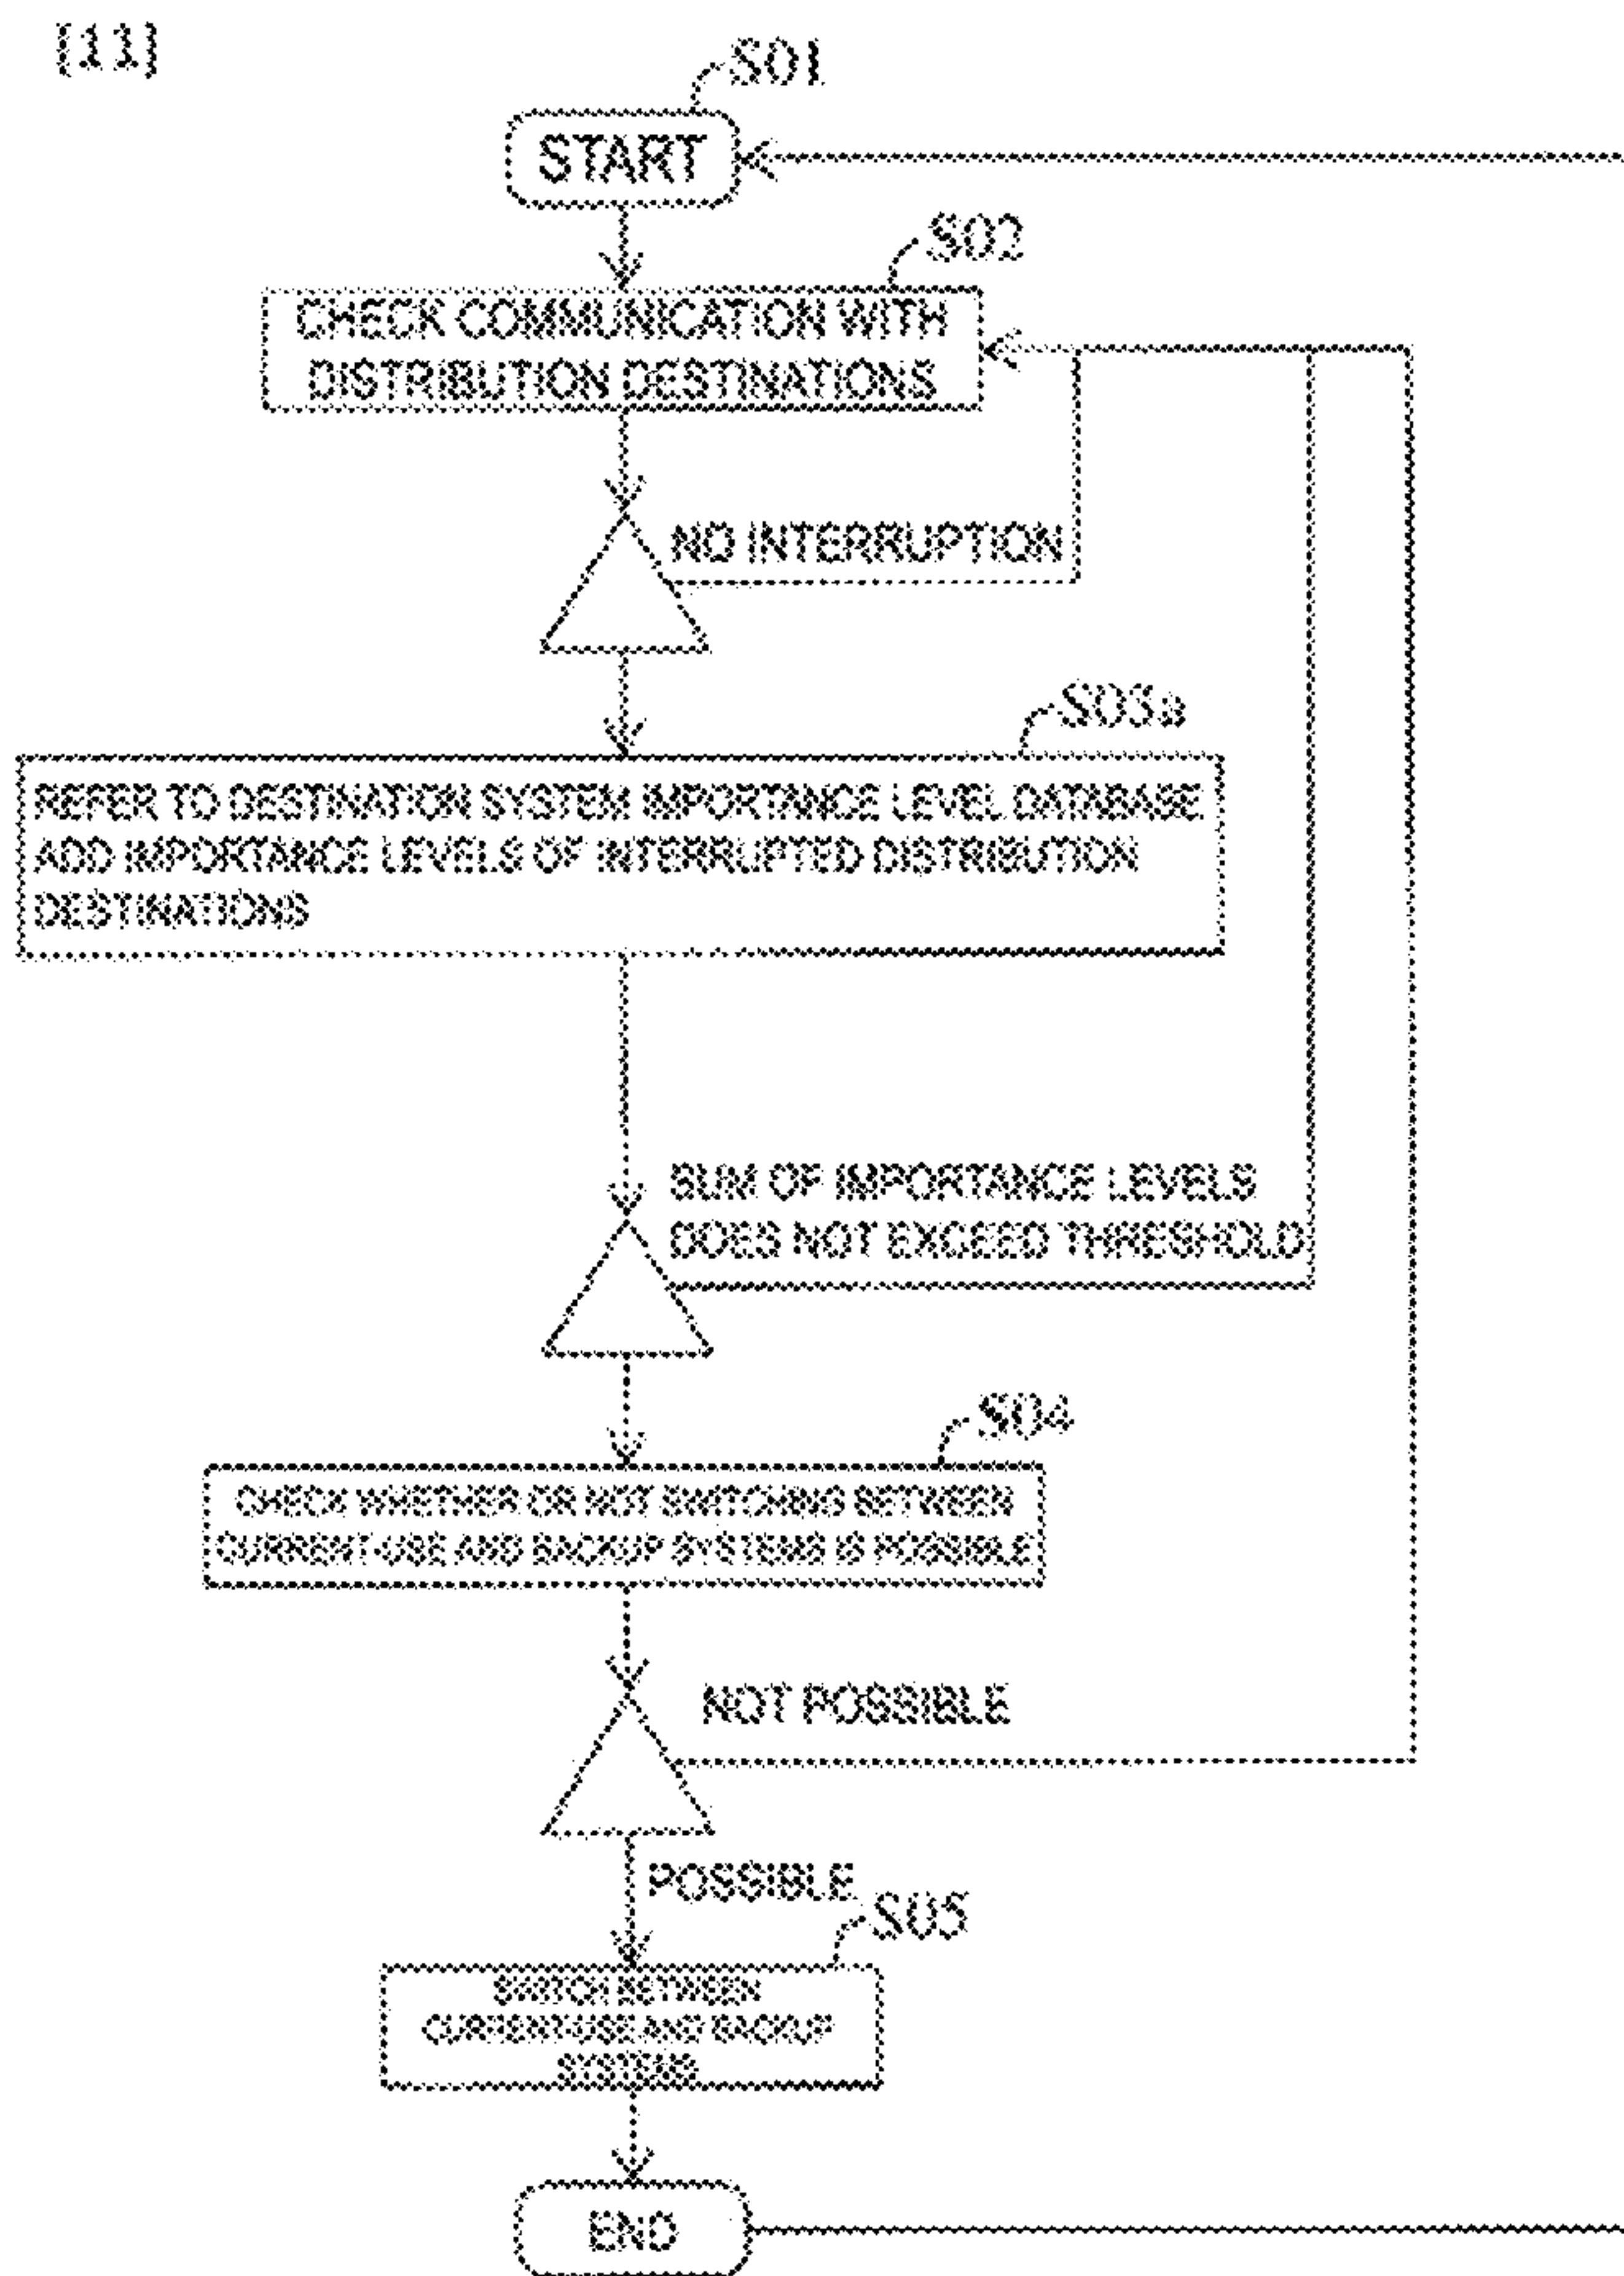 [11]
S01
START
S02
CHECK COMMUNICATION WITH
DISTRIBUTION DESTINATIONS
NO INTERRUPTION
S03a
REFER TO DESTINATION SYSTEM IMPORTANCE LEVEL DATABASE
ADD IMPORTANCE LEVELS OF INTERRUPTED DISTRIBUTION
DESTINATIONS
SUM OF IMPORTANCE LEVELS
DOES NOT EXCEED THRESHOLD
S04
CHECK WHETHER OR NOT SWITCHING BETWEEN
CURRENT-USE AND BACKUP SYSTEMS IS POSSIBLE
NOT POSSIBLE
POSSIBLE
S05
SWITCH BETWEEN
CURRENT-USE AND BACKUP
SYSTEMS
END